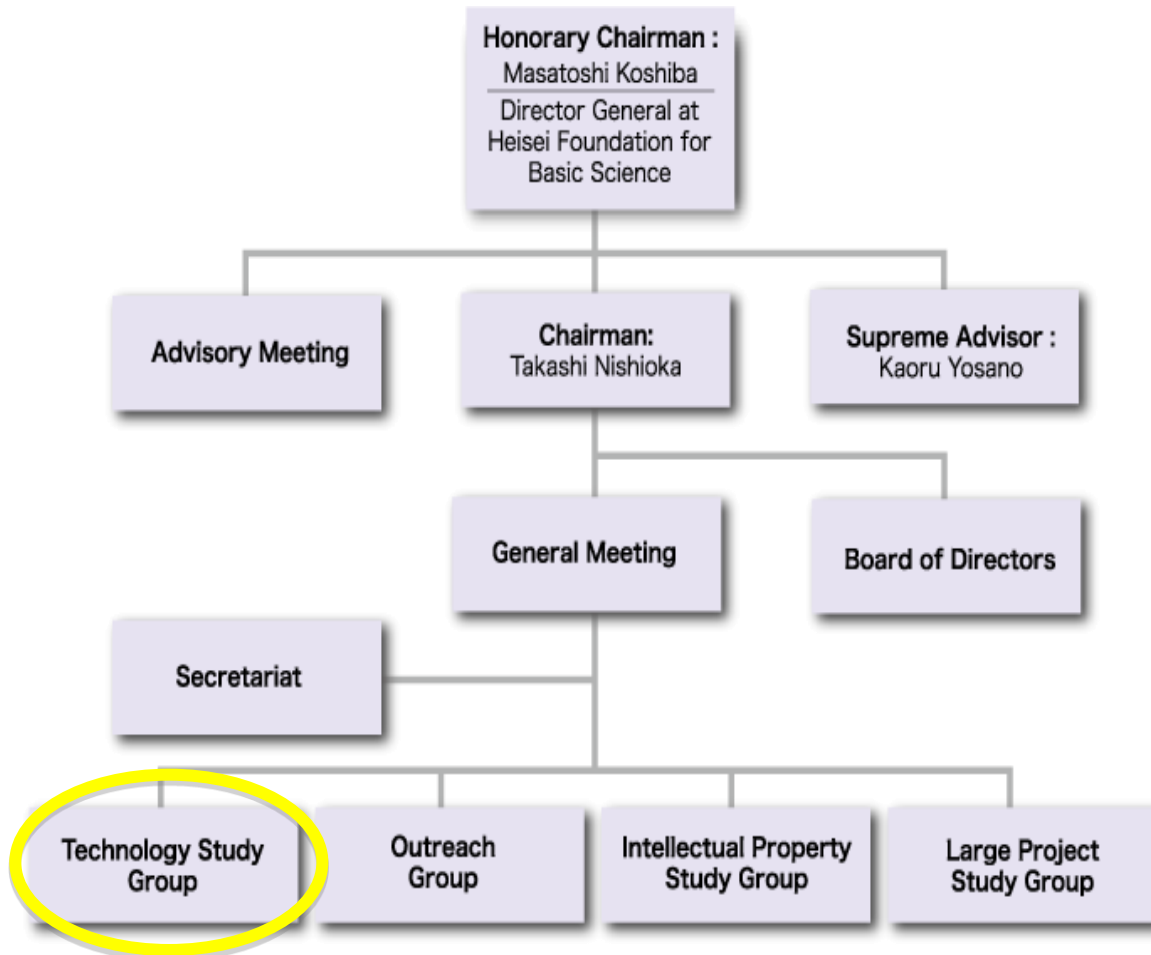 Honorary Chairman :
Masatoshi Koshiba
Director General at
Heisei Foundation for
Basic Science
Advisory Meeting
Chairman:
Takashi Nishioka
Supreme Advisor :
Kaoru Yosano
General Meeting
Board of Directors
Secretariat
Technology Study
Group
Outreach
Group
Intellectual Property
Study Group
Large Project
Study Group